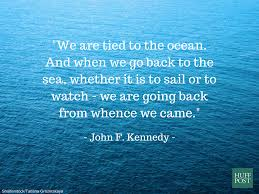 "We are tied to the ocean.
And when we go back to the
sea, whether it is to sail or to
watch - we are going back
from whence we came."
- John F. Kennedy -
Shutterstock/Tatiana Grozetskaya
HUFF
POST